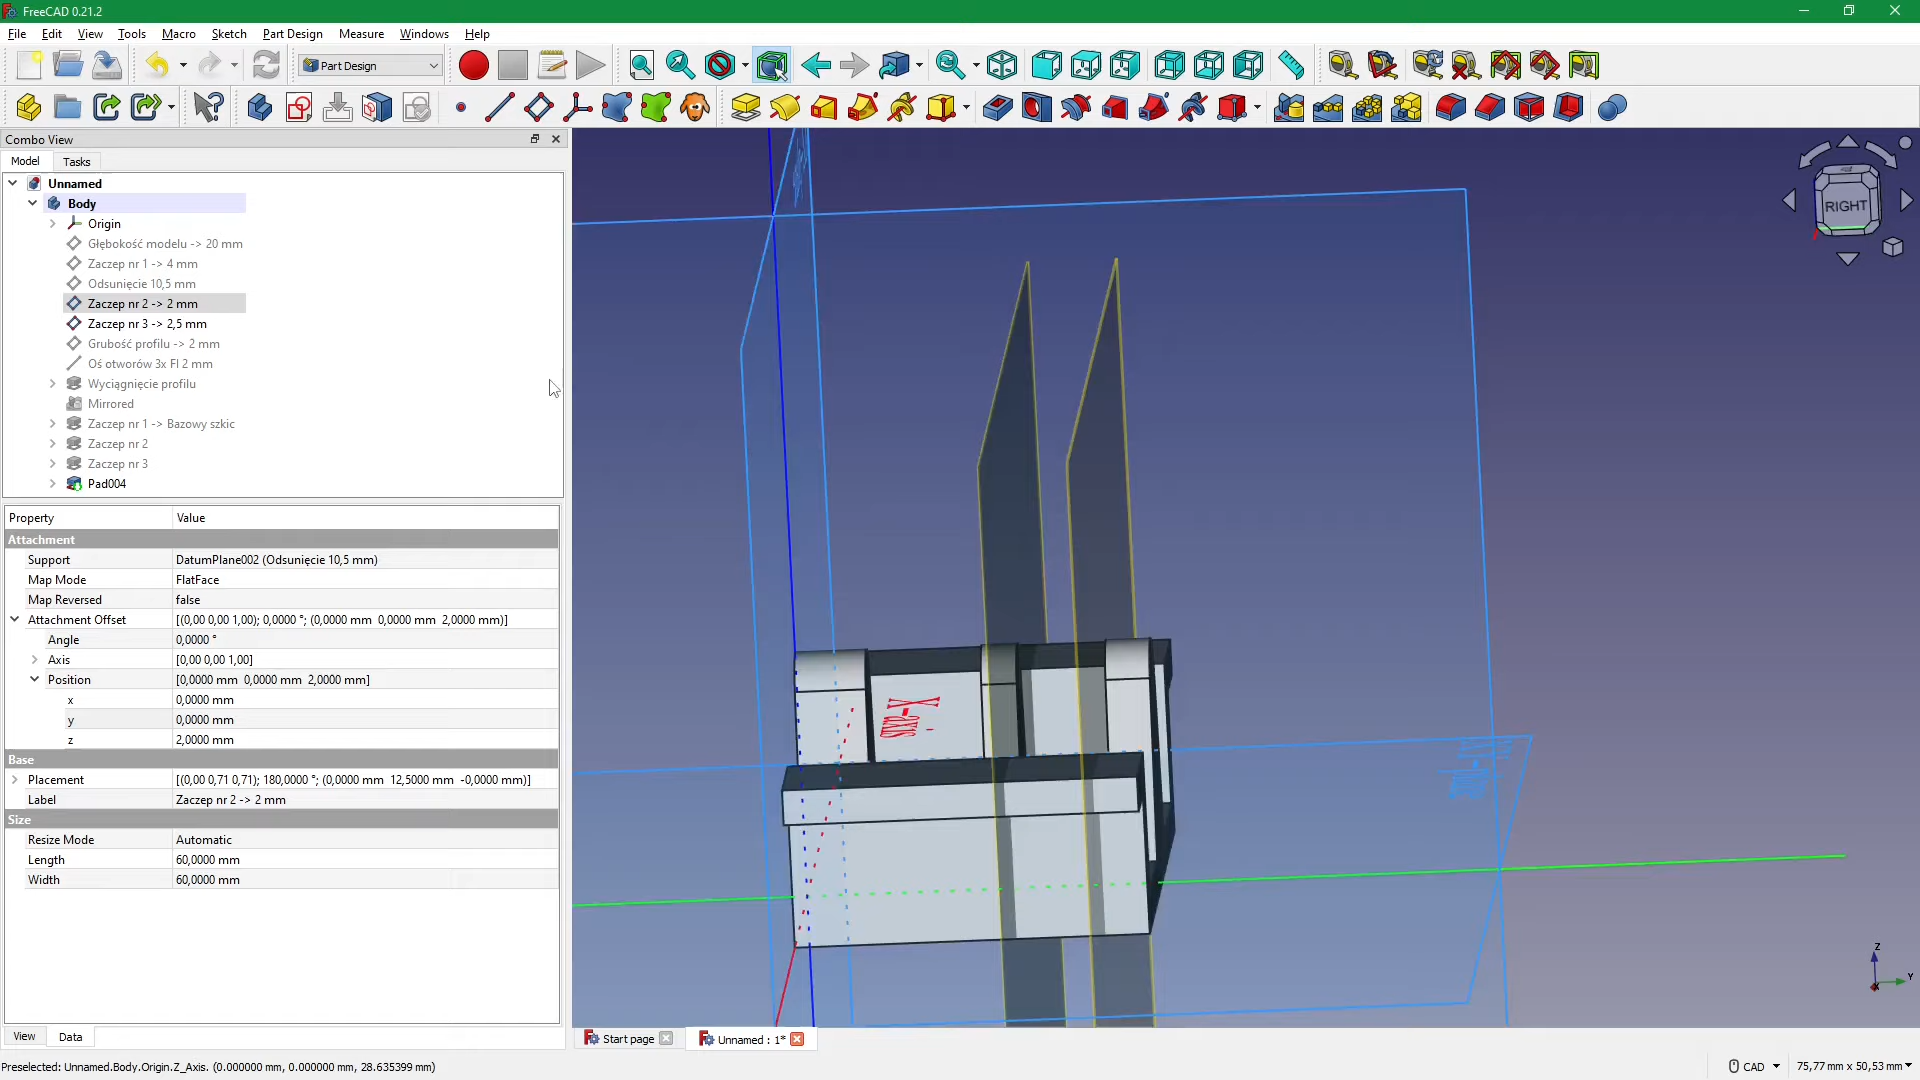 FreeCAD 0.21.2
File Edit View Tools Macro Sketch Part Design Measure Windows Help
Part Design
Combo View
Model Tasks
Unnamed
Body
Origin
Głębokość modelu -> 20 mm
Zaczep nr 1 -> 4 mm
Odsunięcie 10,5 mm
Zaczep nr 2 -> 2 mm
Zaczep nr 3 -> 2,5 mm
Grubość profilu -> 2 mm
Oś otworów 3x FI 2 mm
Wyciągnięcie profilu
Mirrored
Zaczep nr 1 -> Bazowy szkic
Zaczep nr 2
Zaczep nr 3
Pad004
Property Value
Attachment
Support DatumPlane002 (Odsunięcie 10,5 mm)
Map Mode FlatFace
Map Reversed false
Attachment Offset [(0,00 0,00 1,00); 0,0000 °; (0,0000 mm 0,0000 mm 2,0000 mm)]
Angle 0,0000 °
Axis [0,00 0,00 1,00]
Position [0,0000 mm 0,0000 mm 2,0000 mm]
x 0,0000 mm
y 0,0000 mm
z 2,0000 mm
Base
Placement [(0,00 0,71 0,71); 180,0000 °; (0,0000 mm 12,5000 mm -0,0000 mm)]
Label Zaczep nr 2 -> 2 mm
Size
Resize Mode Automatic
Length 60,0000 mm
Width 60,0000 mm
View Data
RIGHT
Z
Y
Start page
Unnamed : 1*
Preselected: Unnamed.Body.Origin.Z_Axis. (0.000000 mm, 0.000000 mm, 28.635399 mm)
CAD
75,77 mm x 50,53 mm